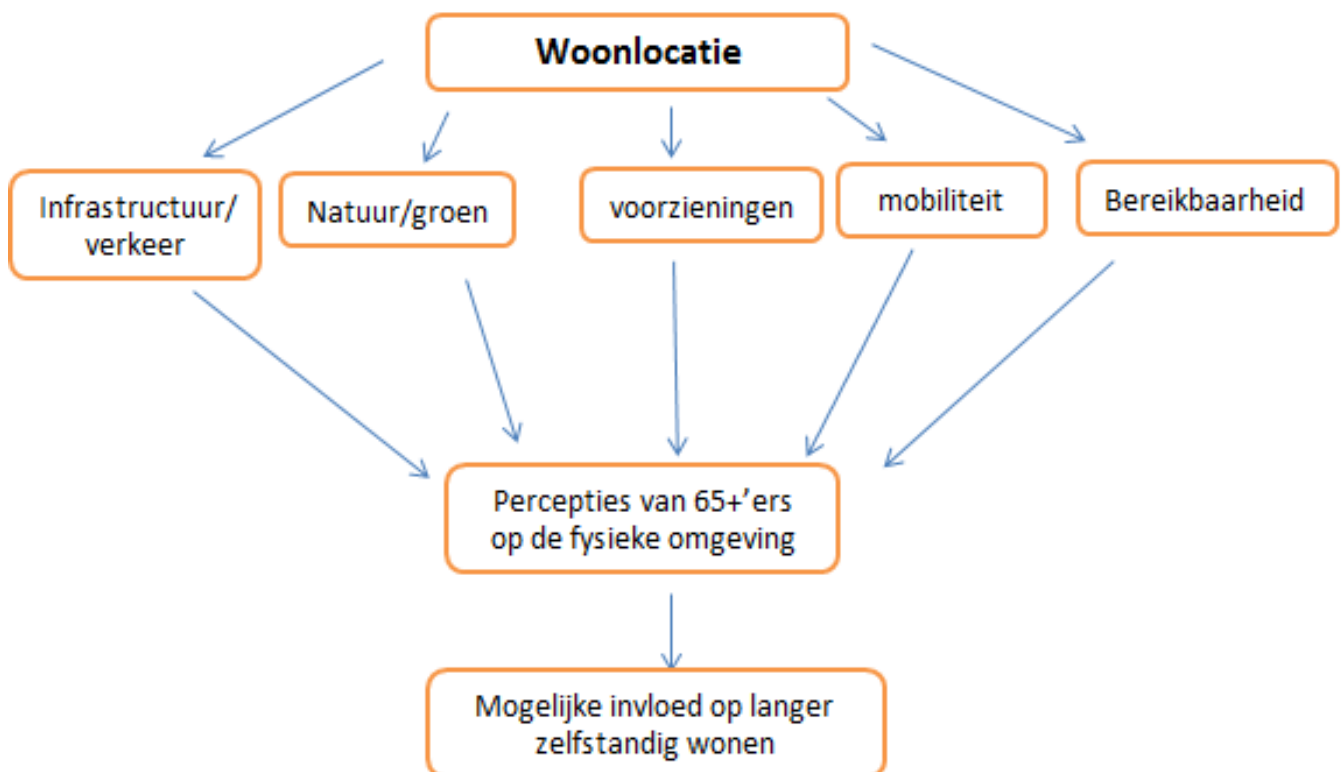 Woonlocatie
Infrastructuur/
verkeer
Natuur/groen
voorzieningen
mobiliteit
Bereikbaarheid
Percepties van 65+’ers
op de fysieke omgeving
Mogelijke invloed op langer
zelfstandig wonen